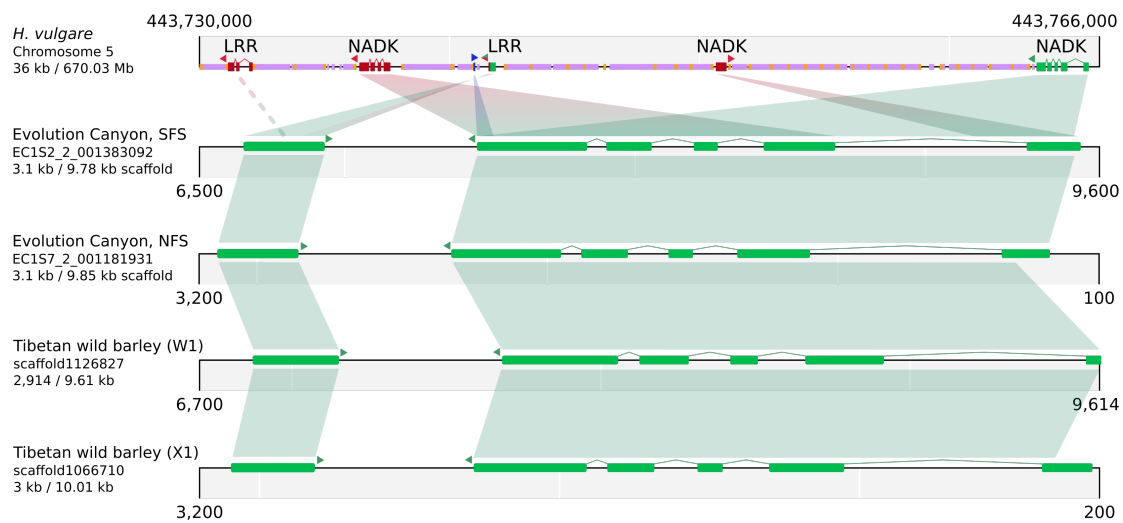 443,730,000 443,766,000
H. vulgare
Chromosome 5
36 kb / 670.03 Mb
LRR NADK LRR NADK NADK
Evolution Canyon, SFS
EC1S2_2_001383092
3.1 kb / 9.78 kb scaffold
6,500 9,600
Evolution Canyon, NFS
EC1S7_2_001181931
3.1 kb / 9.85 kb scaffold
3,200 100
Tibetan wild barley (W1)
scaffold1126827
2,914 / 9.61 kb
6,700 9,614
Tibetan wild barley (X1)
scaffold1066710
3 kb / 10.01 kb
3,200 200